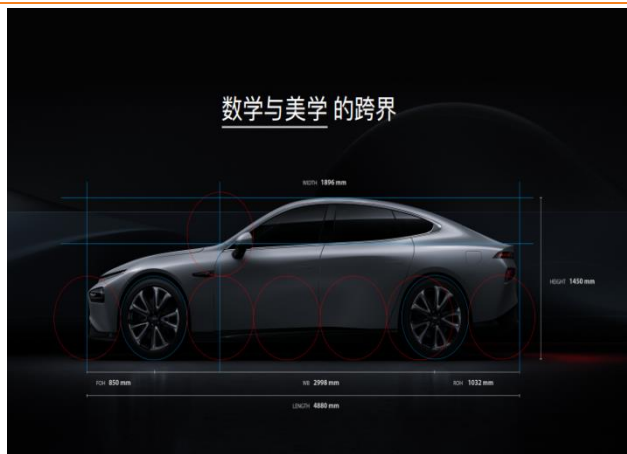 数学与美学 的跨界
WIDTH 1896 mm
HEIGHT 1450 mm
FOH 850 mm
WB 2998 mm
ROH 1032 mm
LENGTH 4880 mm